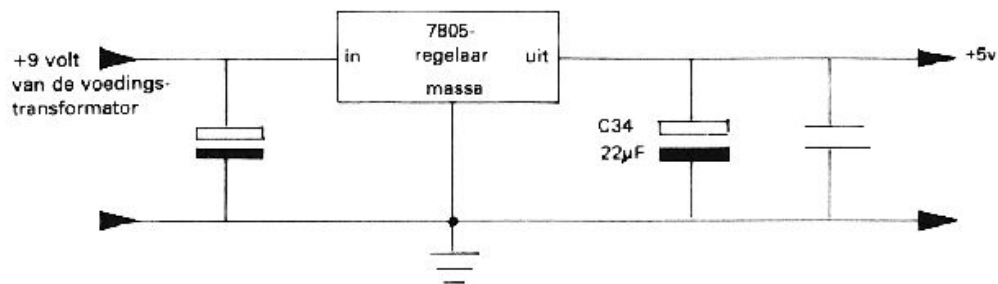 +9 volt
van de voedings-
transformator
7805-
regelaar
in
uit
massa
C34
22µF
+5v